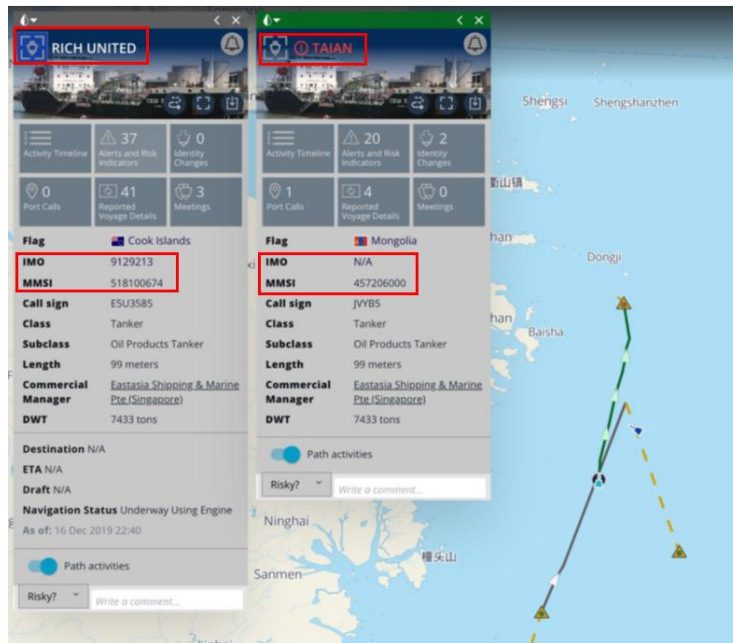 RICH UNITED
Activity Timeline
37
Alerts and Risk Indicators
0
Identity Changes
0
Port Calls
41
Reported Voyage Details
3
Meetings
Flag Cook Islands
IMO 9129213
MMSI 518100674
Call sign E5U3585
Class Tanker
Subclass Oil Products Tanker
Length 99 meters
Commercial Manager Eastasia Shipping & Marine
Pte (Singapore)
DWT 7433 tons
Destination N/A
ETA N/A
Draft N/A
Navigation Status Underway Using Engine
As of: 16 Dec 2019 22:40
Path activities
Risky?
Write a comment...
TAIAN
Activity Timeline
20
Alerts and Risk Indicators
2
Identity Changes
1
Port Calls
4
Reported Voyage Details
0
Meetings
Flag Mongolia
IMO N/A
MMSI 457206000
Call sign JVYB5
Class Tanker
Subclass Oil Products Tanker
Length 99 meters
Commercial Manager Eastasia Shipping & Marine
Pte (Singapore)
DWT 7433 tons
Path activities
Risky?
Write a comment...
Shengsi
Shengshanzhen
Dongji
Baisha
Ninghai
檀头山
Sanmen